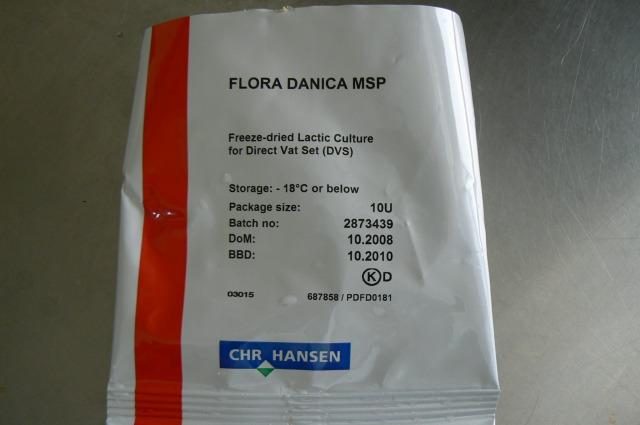 FLORA DANICA MSP
Freeze-dried Lactic Culture
for Direct Vat Set (DVS)
Storage: - 18°C or below
Package size: 10U
Batch no: 2873439
DoM: 10.2008
BBD: 10.2010
K D
03015 687858 / PDFD0181
CHR HANSEN